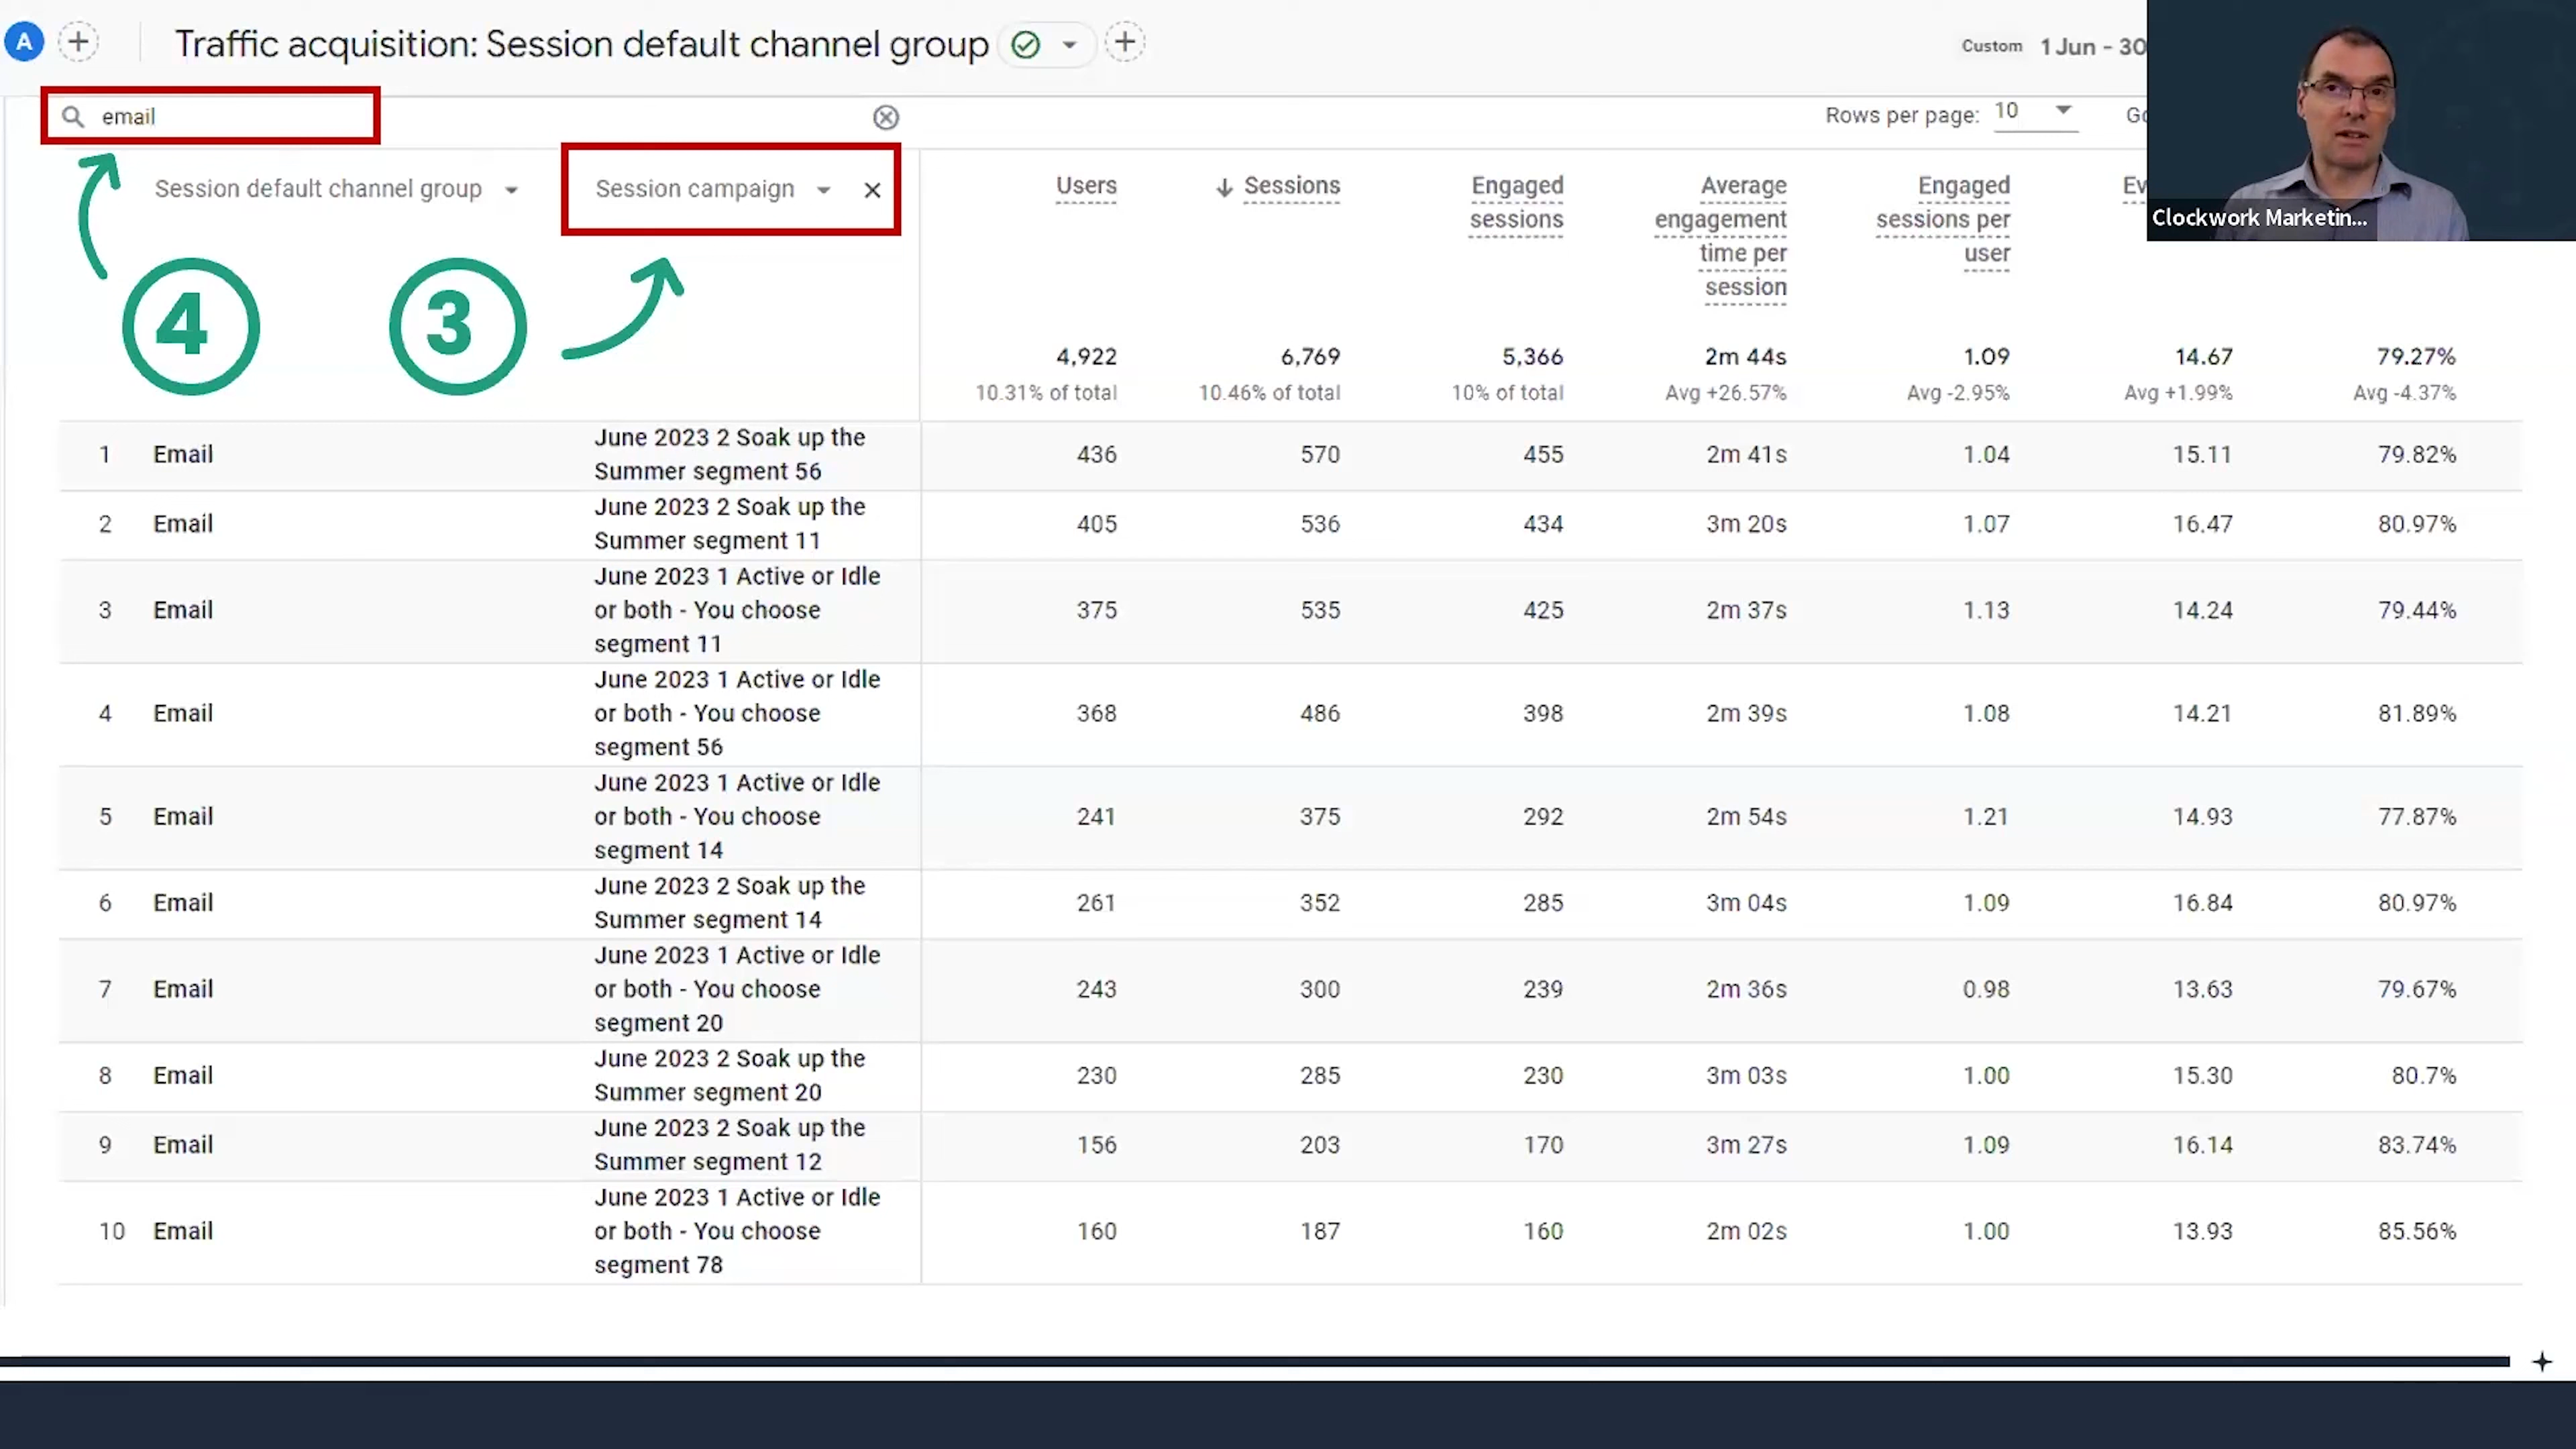 A
Traffic acquisition: Session default channel group
Custom 1 Jun - 30
email
Rows per page: 10
Clockwork Marketin...
Session default channel group
Session campaign
Users
Sessions
Engaged
sessions
Average
engagement
time per
session
Engaged
sessions per
user
4
3
4,922 6,769 5,366 2m 44s 1.09 14.67 79.27%
10.31% of total 10.46% of total 10% of total Avg +26.57% Avg -2.95% Avg +1.99% Avg -4.37%
1 Email June 2023 2 Soak up the
Summer segment 56
436 570 455 2m 41s 1.04 15.11 79.82%
2 Email June 2023 2 Soak up the
Summer segment 11
405 536 434 3m 20s 1.07 16.47 80.97%
3 Email June 2023 1 Active or Idle
or both - You choose
segment 11
375 535 425 2m 37s 1.13 14.24 79.44%
4 Email June 2023 1 Active or Idle
or both - You choose
segment 56
368 486 398 2m 39s 1.08 14.21 81.89%
5 Email June 2023 1 Active or Idle
or both - You choose
segment 14
241 375 292 2m 54s 1.21 14.93 77.87%
6 Email June 2023 2 Soak up the
Summer segment 14
261 352 285 3m 04s 1.09 16.84 80.97%
7 Email June 2023 1 Active or Idle
or both - You choose
segment 20
243 300 239 2m 36s 0.98 13.63 79.67%
8 Email June 2023 2 Soak up the
Summer segment 20
230 285 230 3m 03s 1.00 15.30 80.7%
9 Email June 2023 2 Soak up the
Summer segment 12
156 203 170 3m 27s 1.09 16.14 83.74%
10 Email June 2023 1 Active or Idle
or both - You choose
segment 78
160 187 160 2m 02s 1.00 13.93 85.56%